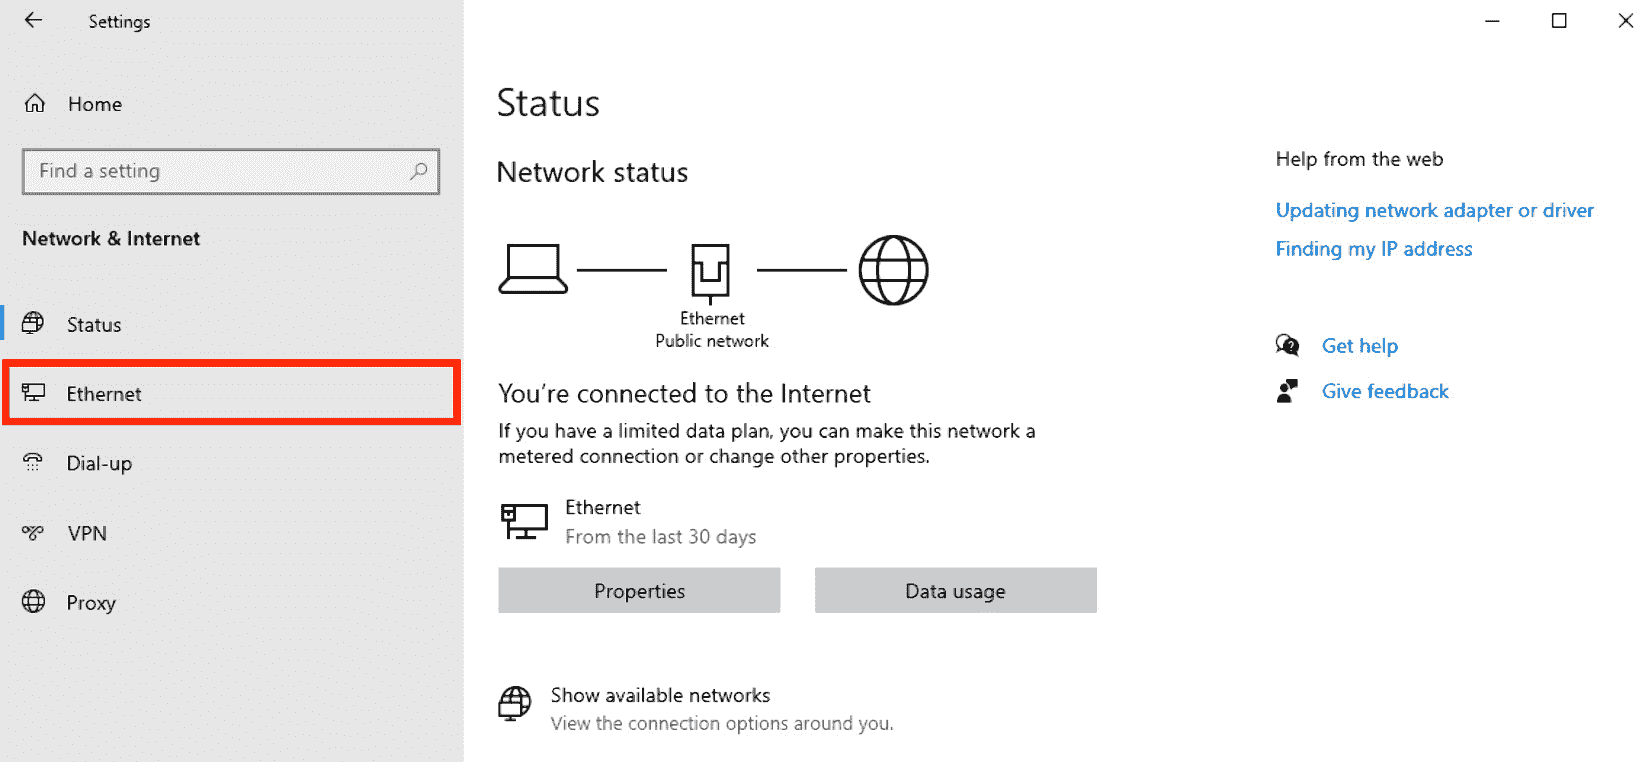 Settings
Home
Find a setting
Network & Internet
Status
Ethernet
Dial-up
VPN
Proxy
Status
Network status
Ethernet
Public network
You’re connected to the Internet
If you have a limited data plan, you can make this network a
metered connection or change other properties.
Ethernet
From the last 30 days
Properties
Data usage
Show available networks
View the connection options around you.
Help from the web
Updating network adapter or driver
Finding my IP address
Get help
Give feedback